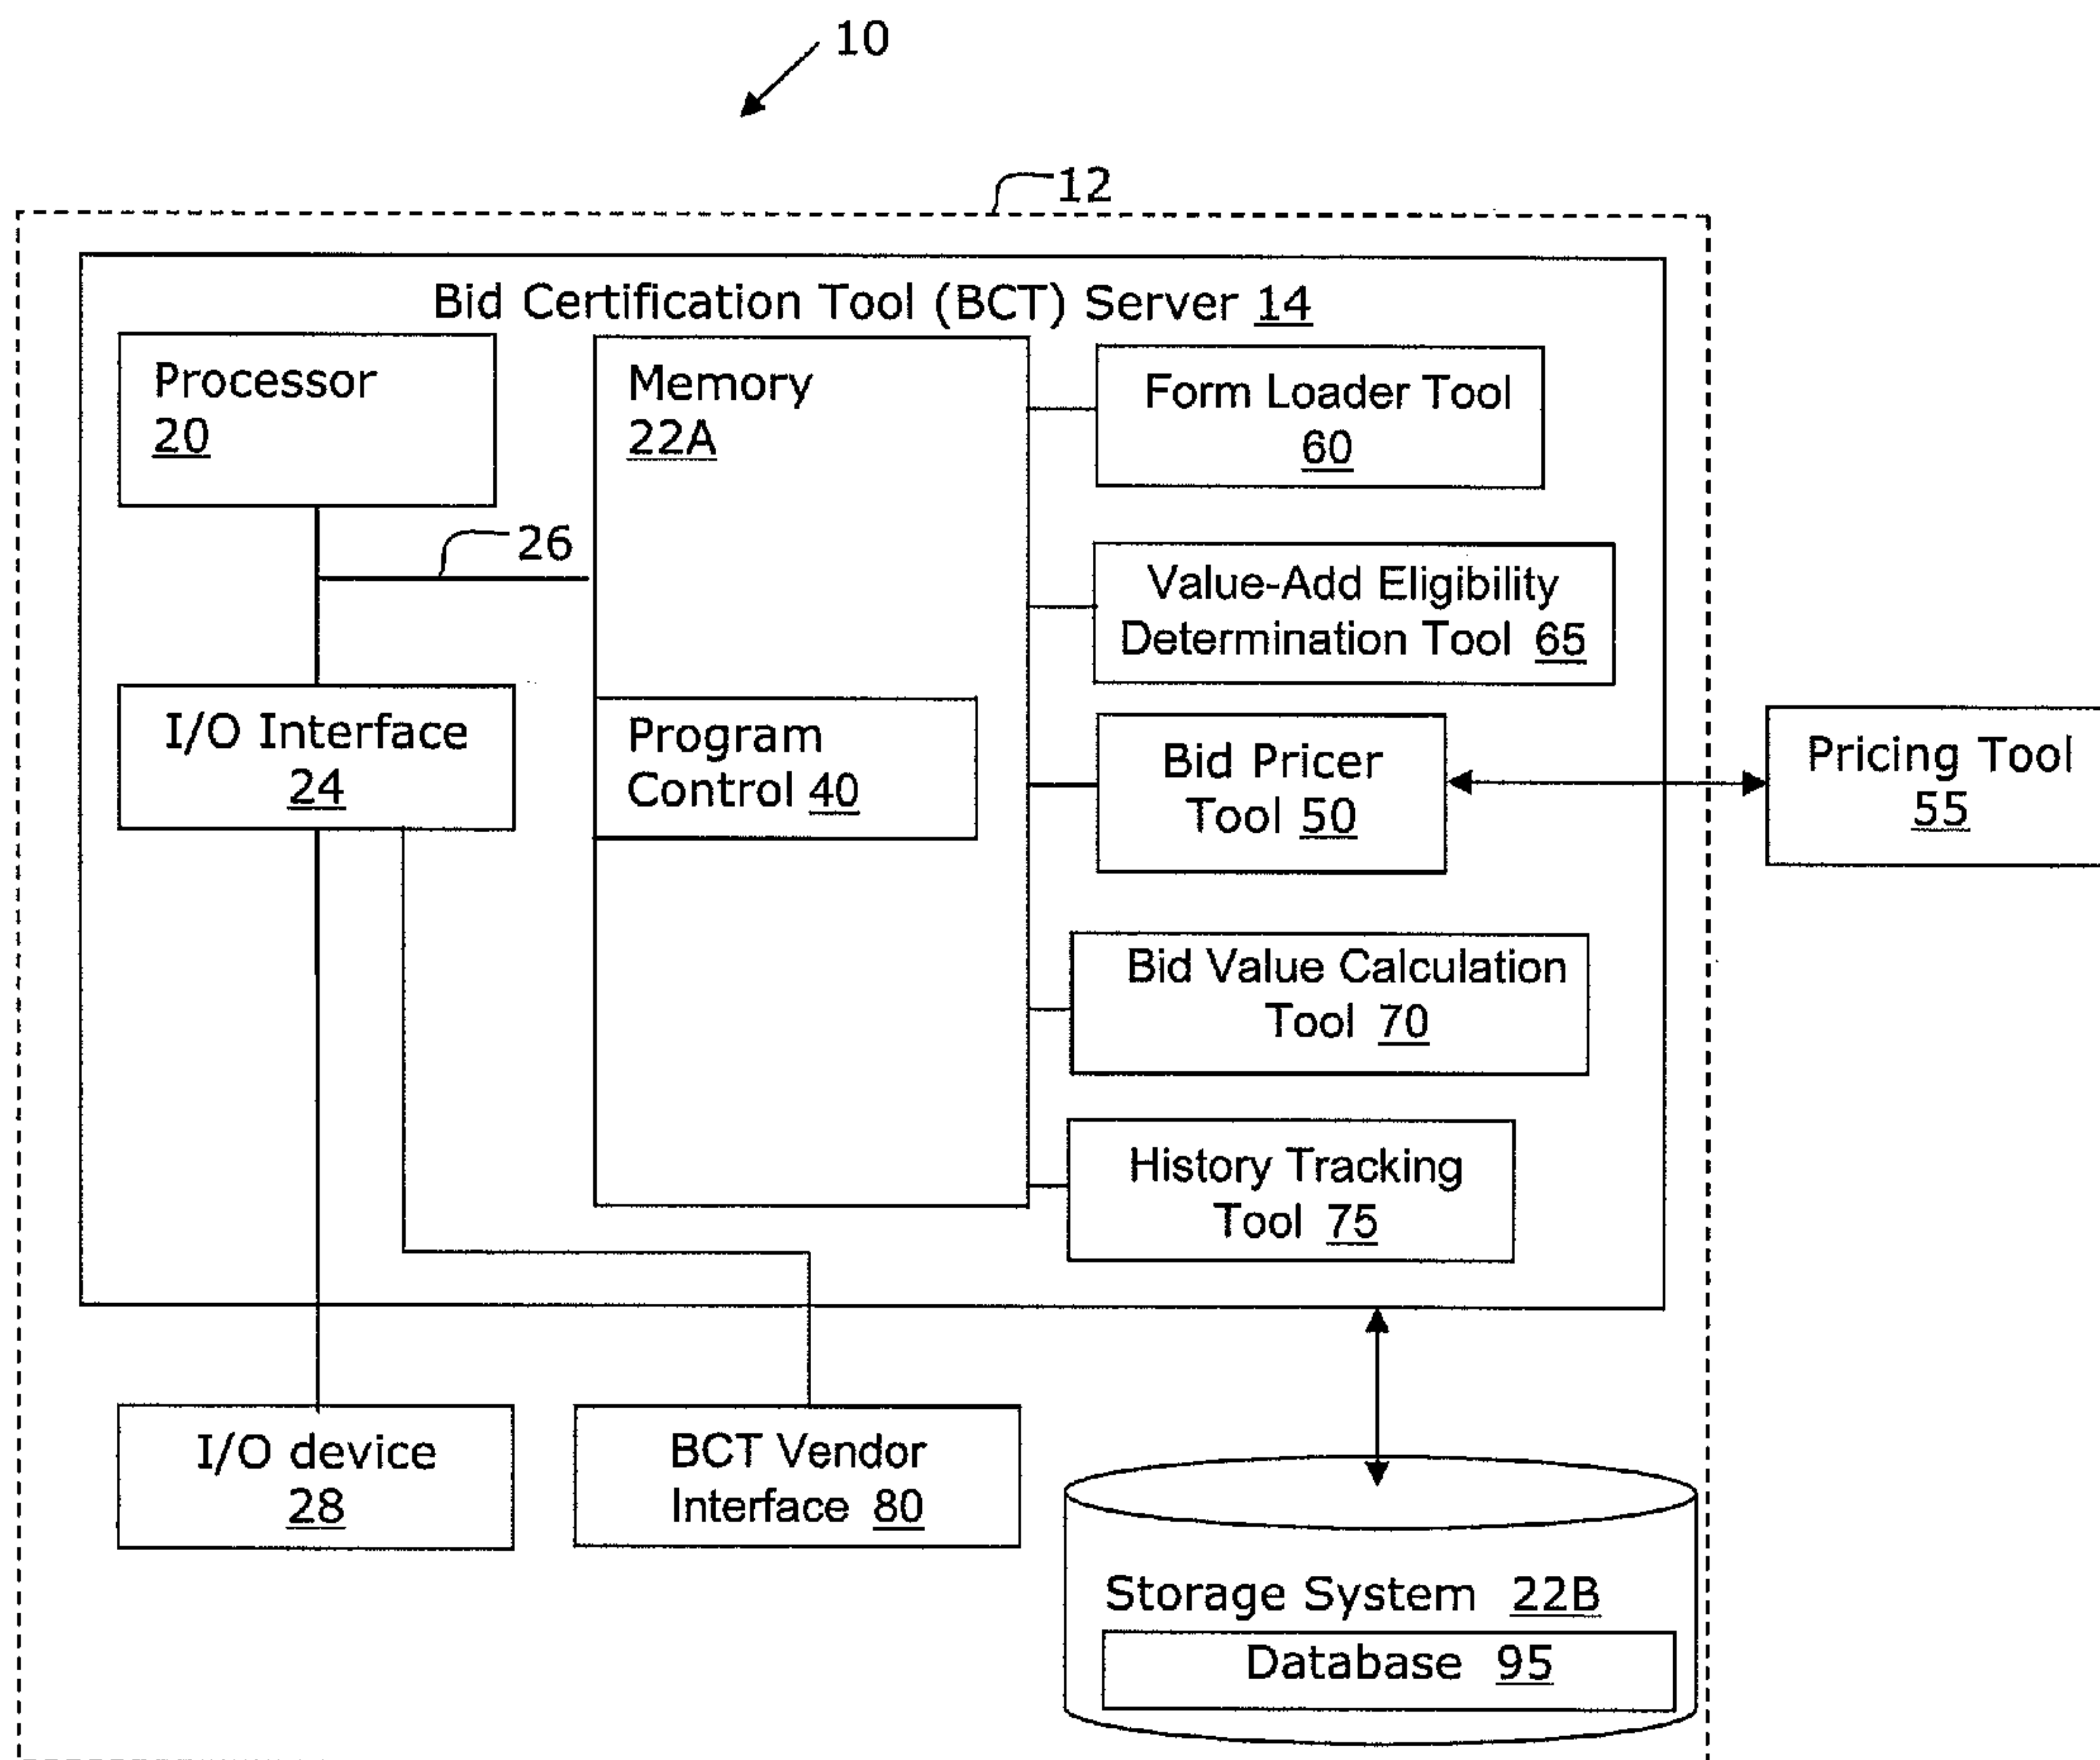 10
12
Bid Certification Tool (BCT) Server 14
Processor
20
Memory
22A
Form Loader Tool
60
26
Value-Add Eligibility
Determination Tool 65
I/O Interface
24
Program
Control 40
Bid Pricer
Tool 50
Pricing Tool
55
Bid Value Calculation
Tool 70
History Tracking
Tool 75
I/O device
28
BCT Vendor
Interface 80
Storage System 22B
Database 95